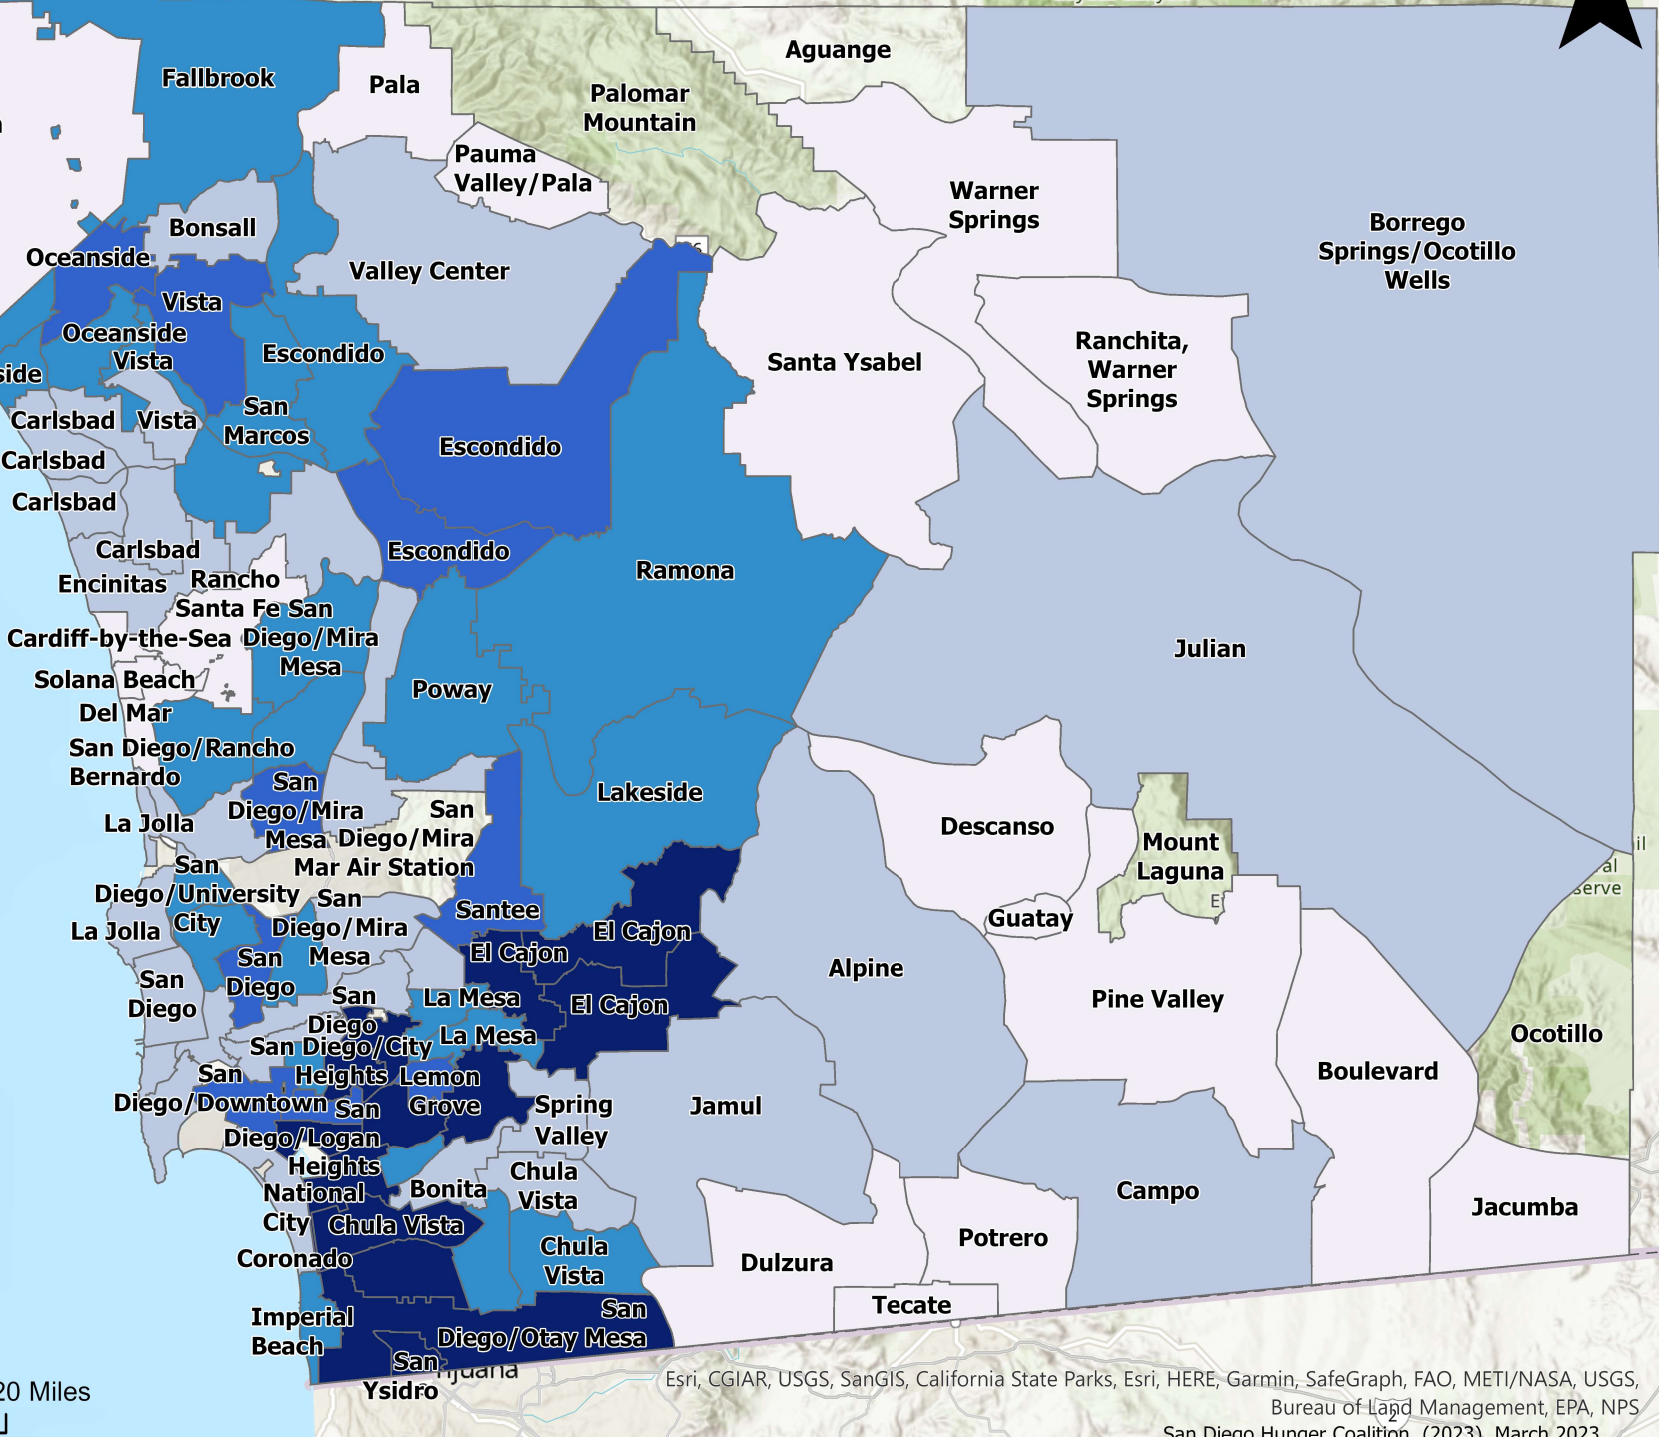 Aguange
Fallbrook
Pala
Palomar
Mountain
Pauma
Valley/Pala
Warner
Springs
Borrego
Springs/Ocotillo
Wells
Bonsall
Oceanside
Valley Center
Vista
Oceanside
Vista
Escondido
Santa Ysabel
Ranchita,
Warner
Springs
side
San
Marcos
Carlsbad
Vista
Escondido
Carlsbad
Carlsbad
Carlsbad
Escondido
Ramona
Encinitas
Rancho
Santa Fe San
Cardiff-by-the-Sea
Diego/Mira
Mesa
Julian
Solana Beach
Poway
Del Mar
San Diego/Rancho
Bernardo
San
Diego/Mira
Mesa
Lakeside
San
Diego/Mira
Mar Air Station
La Jolla
Descanso
Mount
Laguna
San
Diego/University
City
San
Diego/Mira
Mesa
Santee
La Jolla
El Cajon
El Cajon
Guatay
San
Diego
San
Diego
Alpine
San
Diego
La Mesa
El Cajon
Pine Valley
La Mesa
Ocotillo
San Diego/City
Heights
Lemon
Grove
Boulevard
San
Diego/Downtown
San
Diego/Logan
Heights
Spring
Valley
Jamul
National
City
Bonita
Chula
Vista
Campo
Jacumba
Chula Vista
Coronado
Chula
Vista
Dulzura
Potrero
Tecate
Imperial
Beach
San
Diego/Otay Mesa
San
Ysidro
Tijuana
20 Miles
il
al
serve
E
6
2
Esri, CGIAR, USGS, SanGIS, California State Parks, Esri, HERE, Garmin, SafeGraph, FAO, METI/NASA, USGS,
Bureau of Land Management, EPA, NPS
San Diego Hunger Coalition. (2023). March 2023